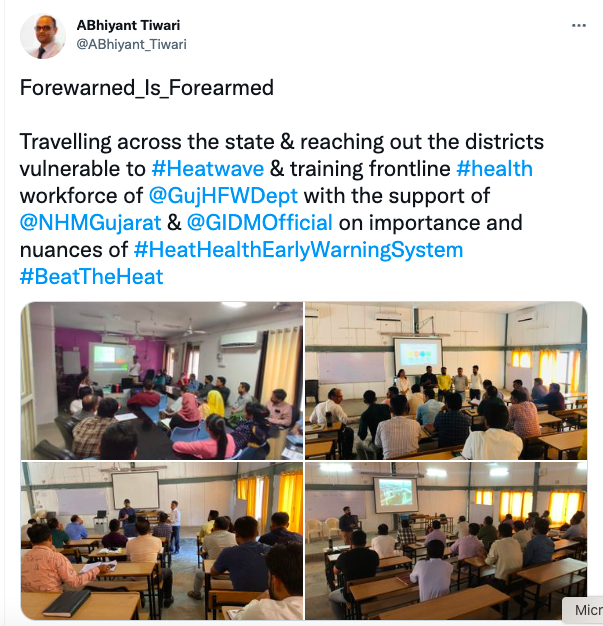 ABhiyant Tiwari
@ABhiyant_Tiwari
Forewarned_Is_Forearmed
Travelling across the state & reaching out the districts
vulnerable to #Heatwave & training frontline #health
workforce of @GujHFWDept with the support of
@NHMGujarat & @GIDMOfficial on importance and
nuances of #HeatHealthEarlyWarningSystem
#BeatTheHeat
Micr